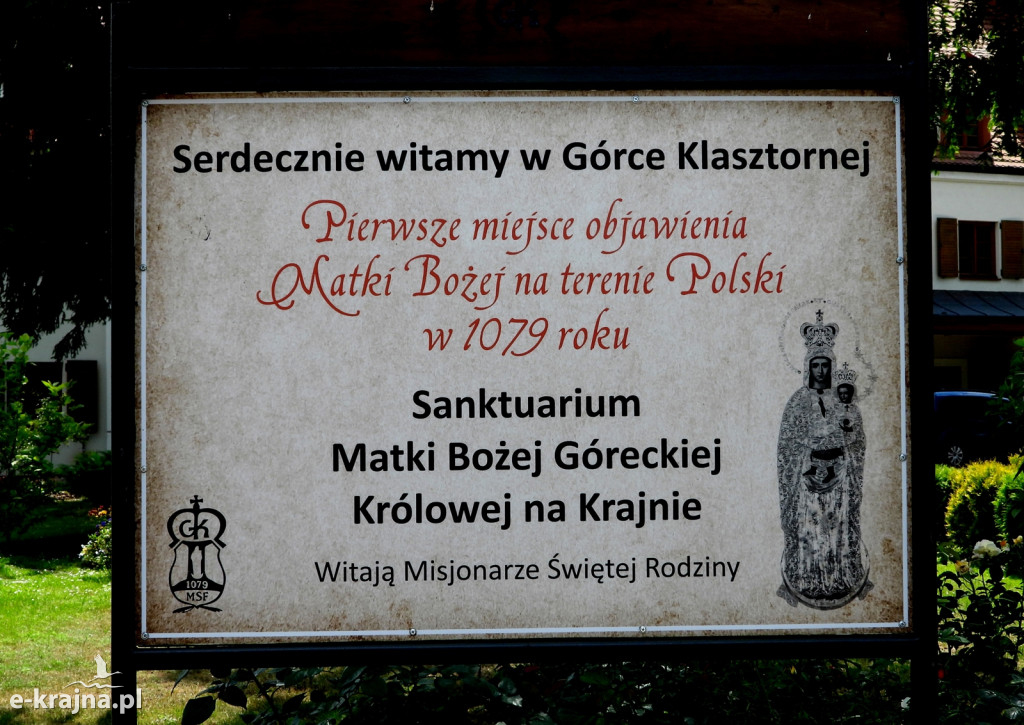 Serdecznie witamy w Górce Klasztornej
Pierwsze miejsce objawienia
Matki Bożej na terenie Polski
w 1079 roku
Sanktuarium
Matki Bożej Góreckiej
Królowej na Krajnie
Witają Misjonarze Świętej Rodziny
GK
1079
MSF
e-krajna.pl